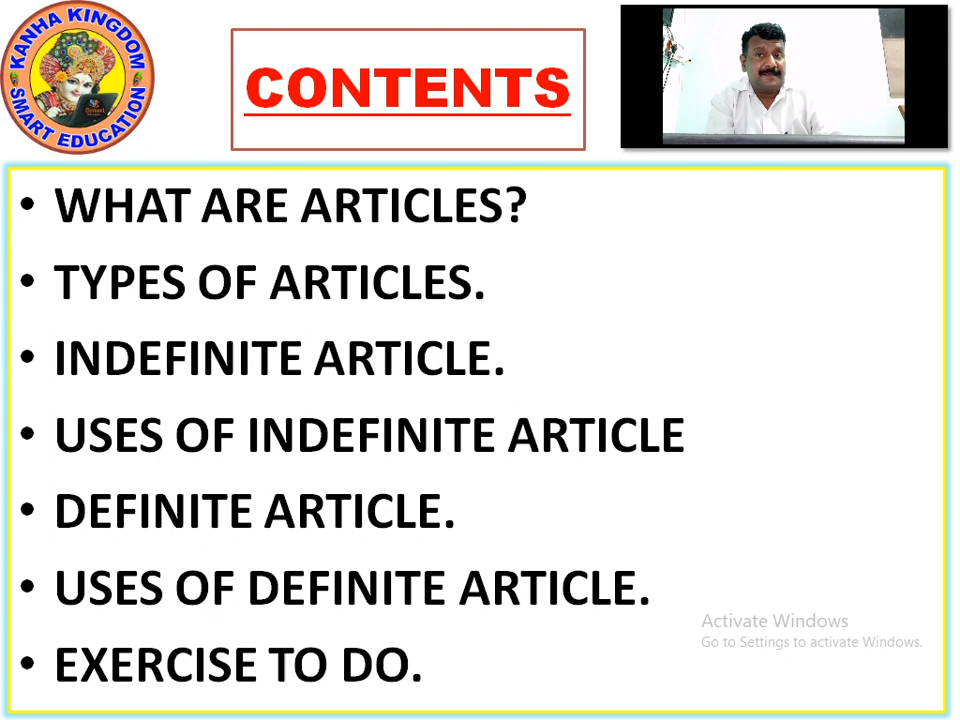 KANHA KINGDOM
SMART EDUCATION
CONTENTS
• WHAT ARE ARTICLES?
• TYPES OF ARTICLES.
• INDEFINITE ARTICLE.
• USES OF INDEFINITE ARTICLE
• DEFINITE ARTICLE.
• USES OF DEFINITE ARTICLE.
Activate Windows
Go to Settings to activate Windows.
• EXERCISE TO DO.